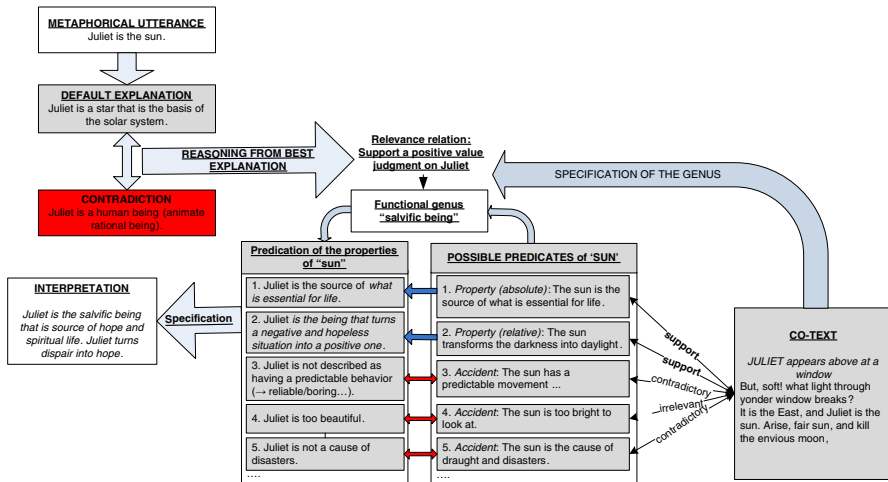 METAPHORICAL UTTERANCE
Juliet is the sun.
DEFAULT EXPLANATION
Juliet is a star that is the basis of
the solar system.
REASONING FROM BEST
EXPLANATION
CONTRADICTION
Juliet is a human being (animate
rational being).
Relevance relation:
Support a positive value
judgment on Juliet
SPECIFICATION OF THE GENUS
Functional genus
“salvific being”
Predication of the properties
of “sun”
1. Juliet is the source of what
is essential for life.
2. Juliet is the being that turns
a negative and hopeless
situation into a positive one.
3. Juliet is not described as
having a predictable behavior
(→ reliable/boring…).
4. Juliet is too beautiful.
5. Juliet is not a cause of
disasters.
….
POSSIBLE PREDICATES of ‘SUN’
1. Property (absolute): The sun is the
source of what is essential for life.
2. Property (relative): The sun
transforms the darkness into daylight.
3. Accident: The sun has a
predictable movement ...
4. Accident: The sun is too bright to
look at.
5. Accident: The sun is the cause of
draught and disasters.
….
support
support
contradictory
irrelevant
contradictory
CO-TEXT
JULIET appears above at a
window
But, soft! what light through
yonder window breaks?
It is the East, and Juliet is the
sun. Arise, fair sun, and kill
the envious moon,
Specification
INTERPRETATION
Juliet is the salvific being
that is source of hope and
spiritual life. Juliet turns
dispair into hope.